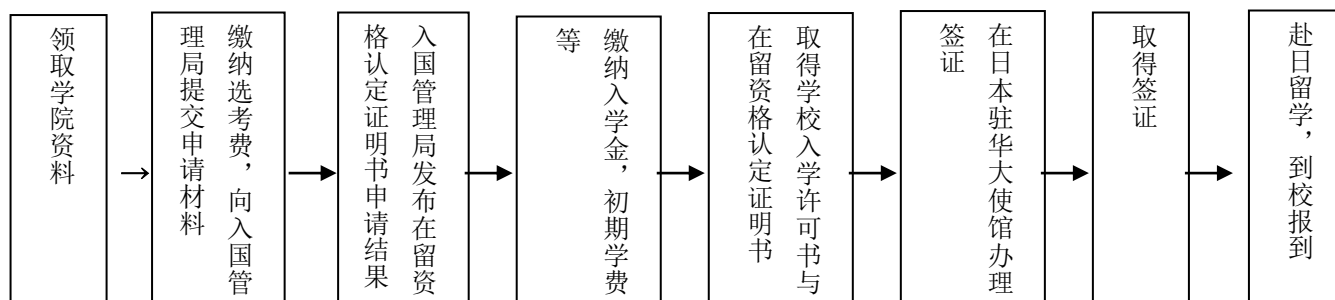 领取学院资料
→
缴纳选考费，向入国管
理局提交申请材料
入国管理局发布在留资
格认定证明书申请结果
缴纳入学金，初期学费
等
取得学校入学许可书与
在留资格认定证明书
在日本驻华大使馆办理
签证
取得签证
赴日留学，到校报到